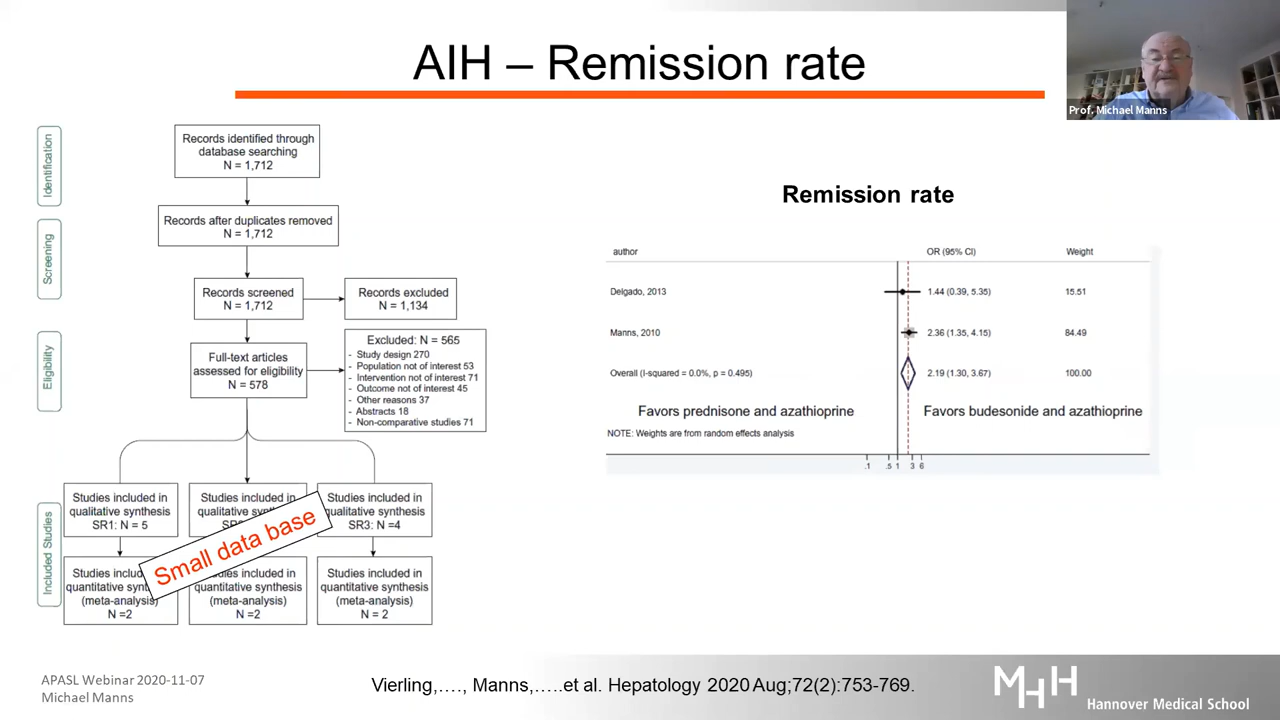 AIH – Remission rate
Prof. Michael Manns
Identification
Screening
Eligibility
Included Studies
Records identified through
database searching
N = 1,712
Records after duplicates removed
N = 1,712
Records screened
N = 1,712
Records excluded
N = 1,134
Full-text articles
assessed for eligibility
N = 578
Excluded: N = 565
- Study design 270
- Population not of interest 53
- Intervention not of interest 71
- Outcome not of interest 45
- Other reasons 37
- Abstracts 18
- Non-comparative studies 71
Studies included in
qualitative synthesis
SR1: N = 5
Studies included in
qualitative
Studies included in
qualitative synthesis
SR3: N =4
Small data base
Studies
quantitative
(meta-analysis)
N =2
Studies included in
quantitative synthesis
(meta-analysis)
N =2
Studies included in
quantitative synthesis
(meta-analysis)
N = 2
Remission rate
author OR (95% CI) Weight
Delgado, 2013 1.44 (0.39, 5.35) 15.51
Manns, 2010 2.36 (1.35, 4.15) 84.49
Overall (I-squared = 0.0%, p = 0.495) 2.19 (1.30, 3.67) 100.00
Favors prednisone and azathioprine Favors budesonide and azathioprine
NOTE: Weights are from random effects analysis
.1 .5 1 3 6
APASL Webinar 2020-11-07
Michael Manns
Vierling,…., Manns,…..et al. Hepatology 2020 Aug;72(2):753-769.
MHH
Hannover Medical School